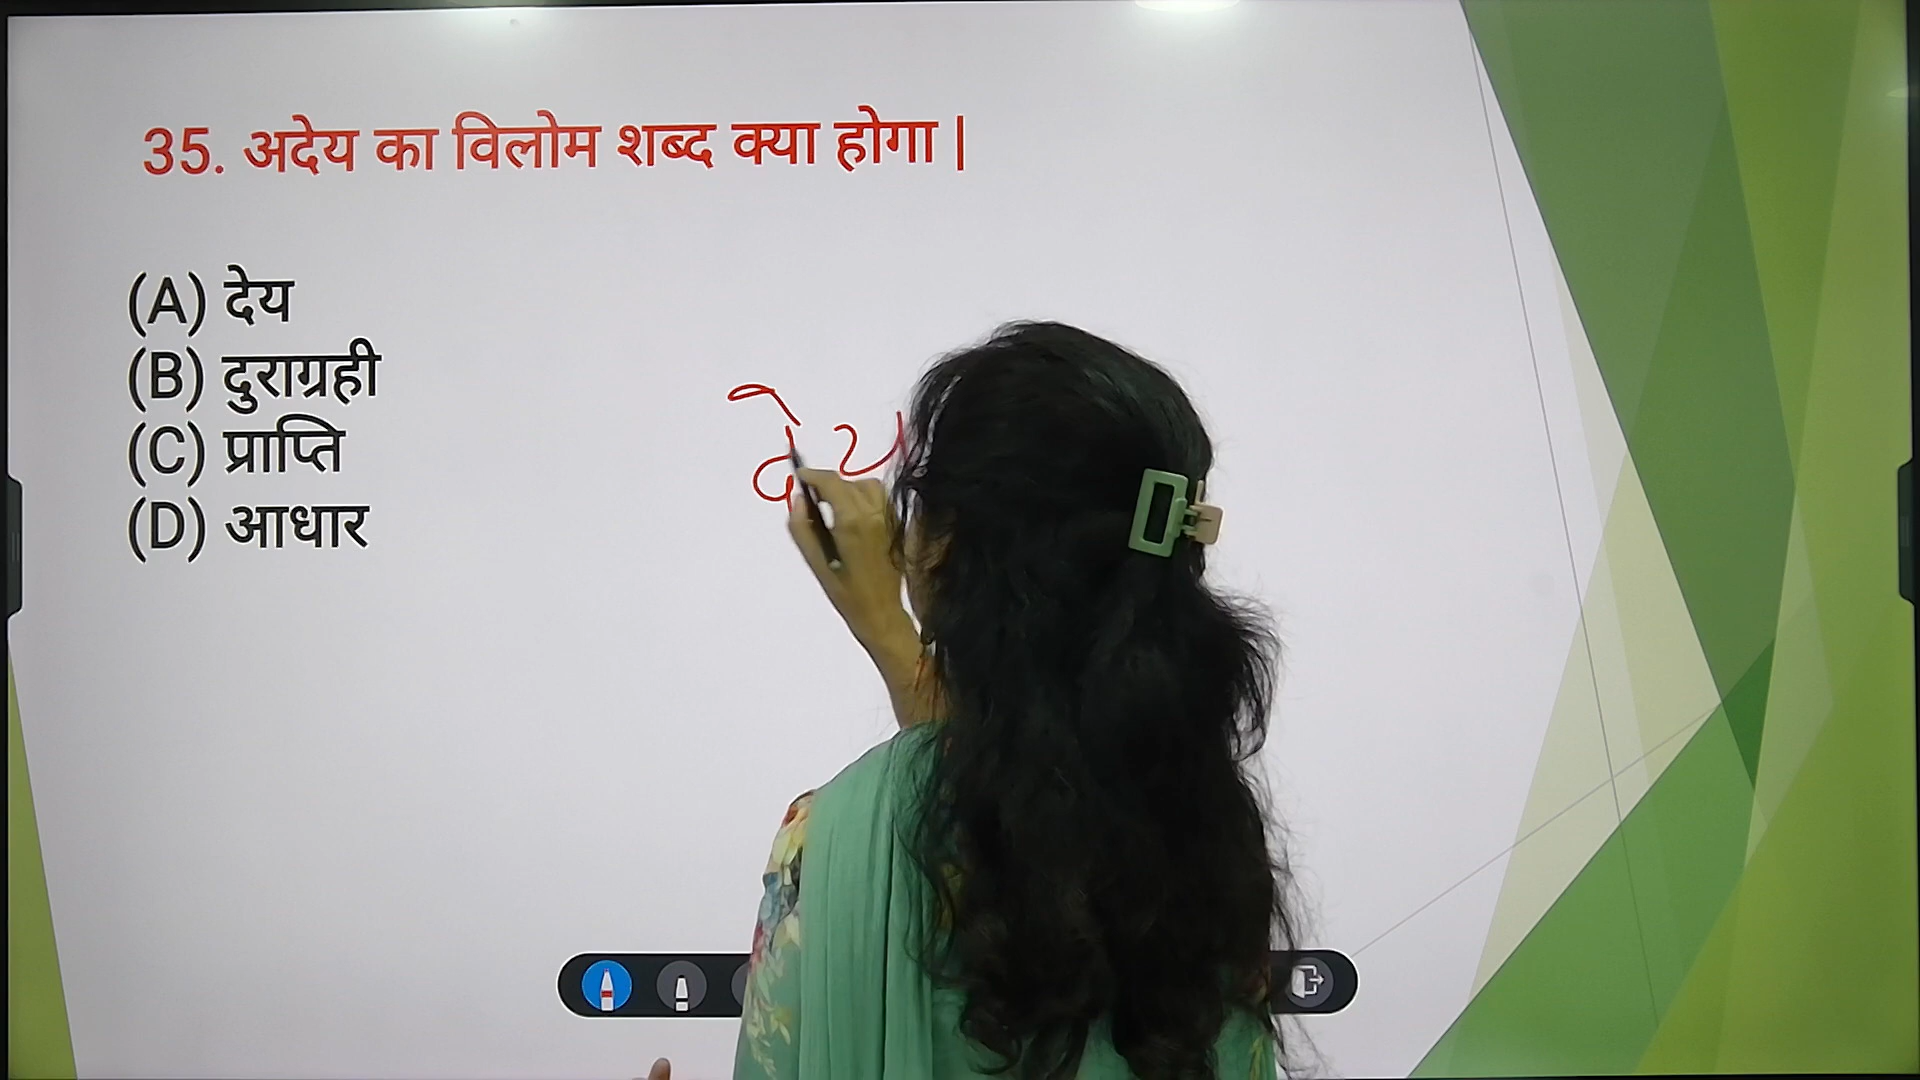 35. अदेय का विलोम शब्द क्या होगा |
(A) देय
(B) दुराग्रही
(C) प्राप्ति
(D) आधार
देय